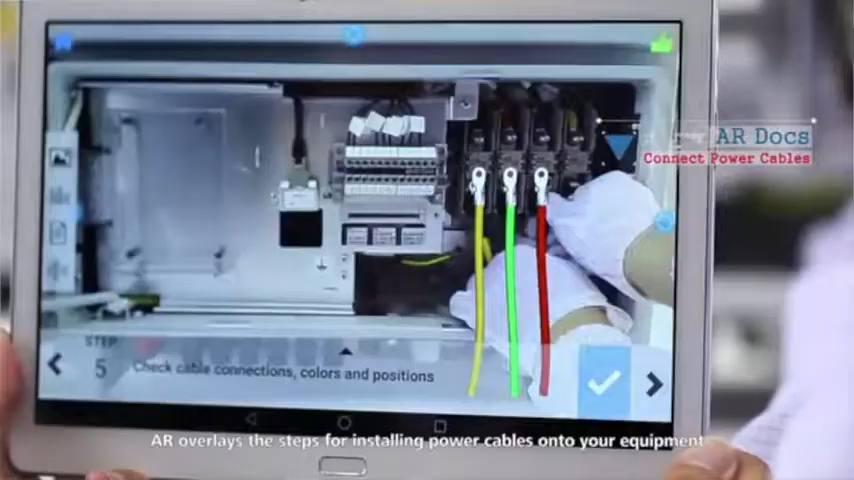 AR Docs
Connect Power Cables
STEP
5
Check cable connections, colors and positions
AR overlays the steps for installing power cables onto your equipment